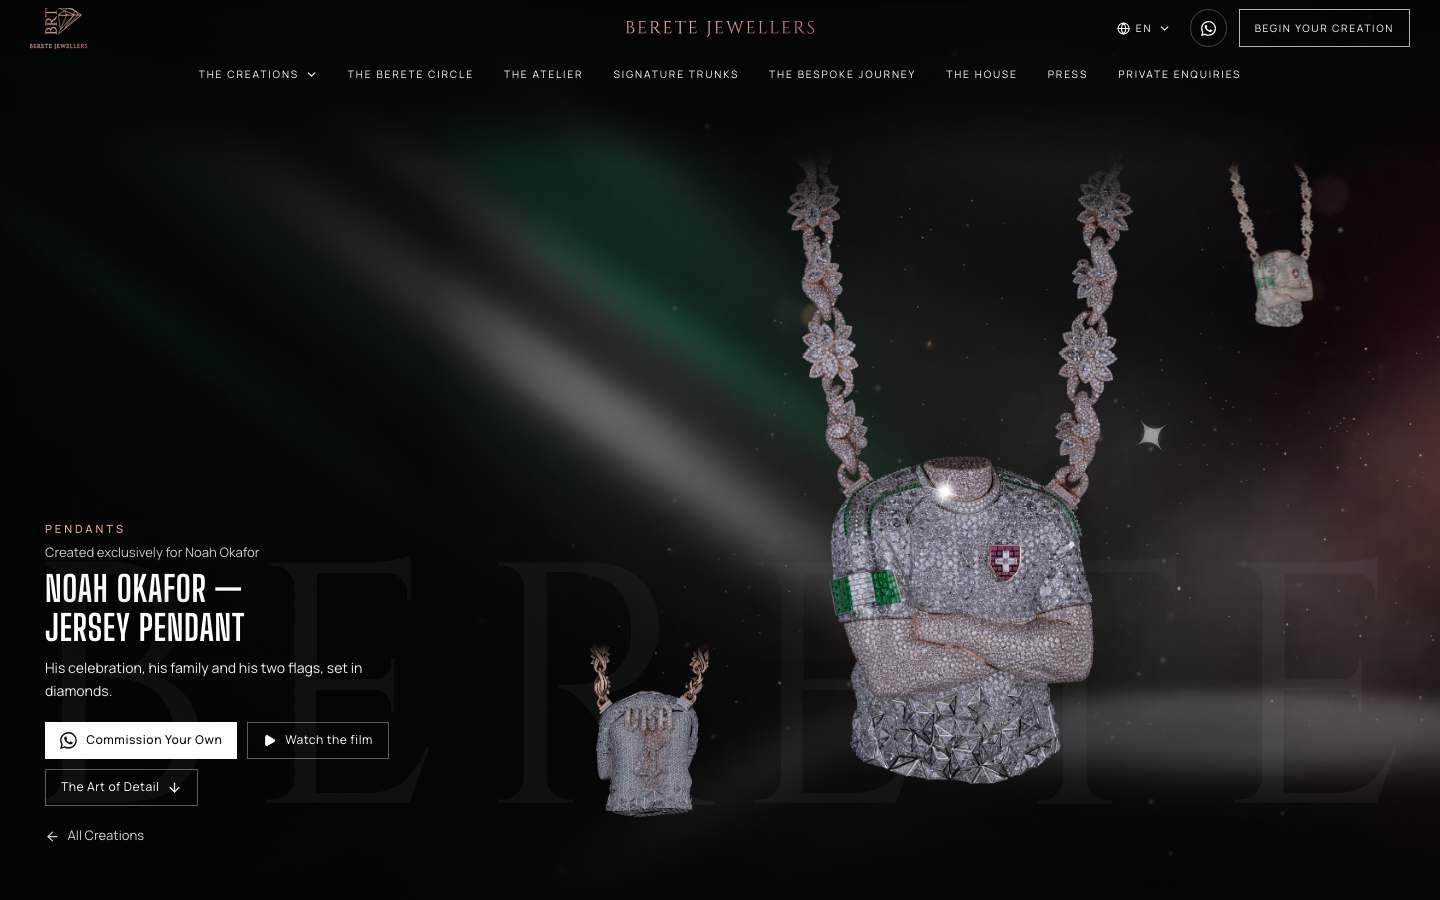 BRT
BERETE JEWELLERS
BERETE JEWELLERS
EN
BEGIN YOUR CREATION
THE CREATIONS
THE BERETE CIRCLE
THE ATELIER
SIGNATURE TRUNKS
THE BESPOKE JOURNEY
THE HOUSE
PRESS
PRIVATE ENQUIRIES
BERETE
PENDANTS
Created exclusively for Noah Okafor
NOAH OKAFOR —
JERSEY PENDANT
His celebration, his family and his two flags, set in
diamonds.
Commission Your Own
Watch the film
The Art of Detail
All Creations